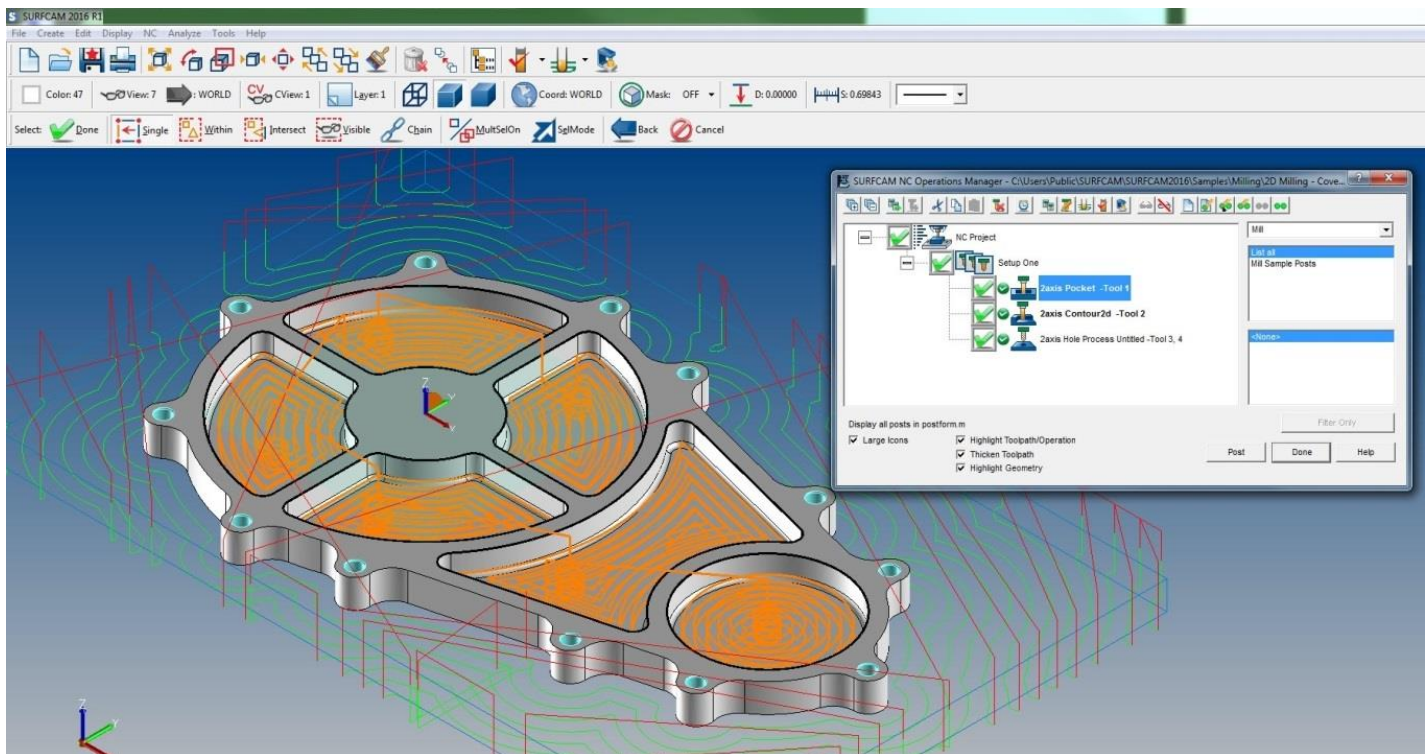 SURFCAM 2016 R1
File Create Edit Display NC Analyze Tools Help
Color: 47 View: 7 : WORLD CV CView: 1 Layer: 1 Coord: WORLD Mask: OFF D: 0.00000 S: 0.69843
Select: Done Single Within Intersect Visible Chain MultSelOn SelMode Back Cancel
SURFCAM NC Operations Manager - C:\Users\Public\SURFCAM\SURFCAM2016\Samples\Milling\2D Milling - Cove...
NC Project
Setup One
2axis Pocket -Tool 1
2axis Contour2d -Tool 2
2axis Hole Process Untitled -Tool 3, 4
Mill
List all
Mill Sample Posts
<None>
Display all posts in postform.m
Filter Only
Large Icons
Highlight Toolpath/Operation
Thicken Toolpath
Highlight Geometry
Post Done Help
Z
Y
Z
Y